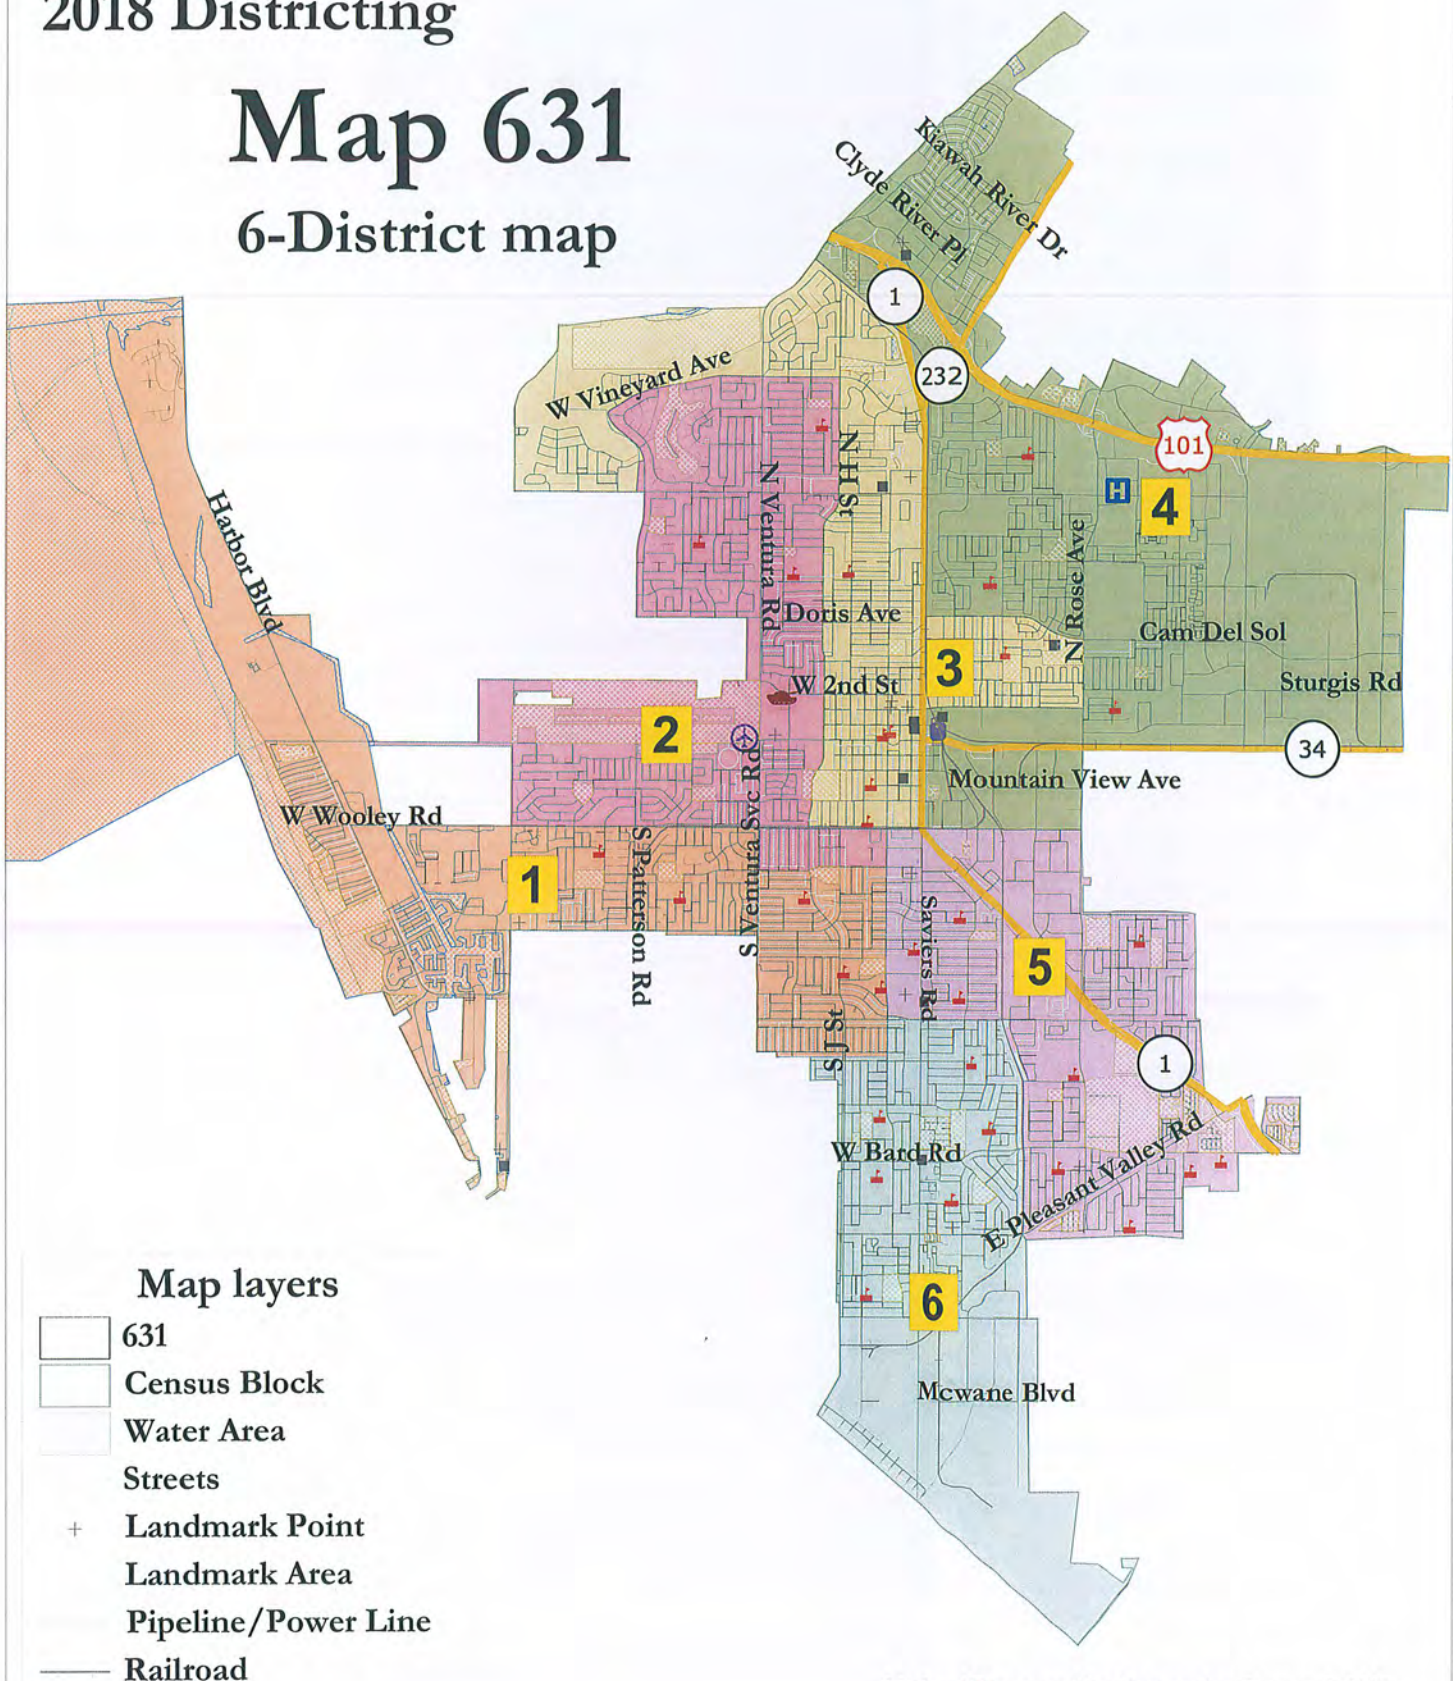 2018 Districting
Map 631
6-District map
Kiawah River Dr
Clyde River Pl
1
232
W Vineyard Ave
101
N H St
H
4
N Ventura Rd
Harbor Blvd
N Rose Ave
Doris Ave
Cam Del Sol
3
W 2nd St
Sturgis Rd
2
34
Mountain View Ave
S Ventura Svc Rd
W Wooley Rd
1
S Patterson Rd
Saviers Rd
5
S J St
1
W Bard Rd
E Pleasant Valley Rd
6
Mcwane Blvd
Map layers
631
Census Block
Water Area
Streets
Landmark Point
Landmark Area
Pipeline/Power Line
Railroad